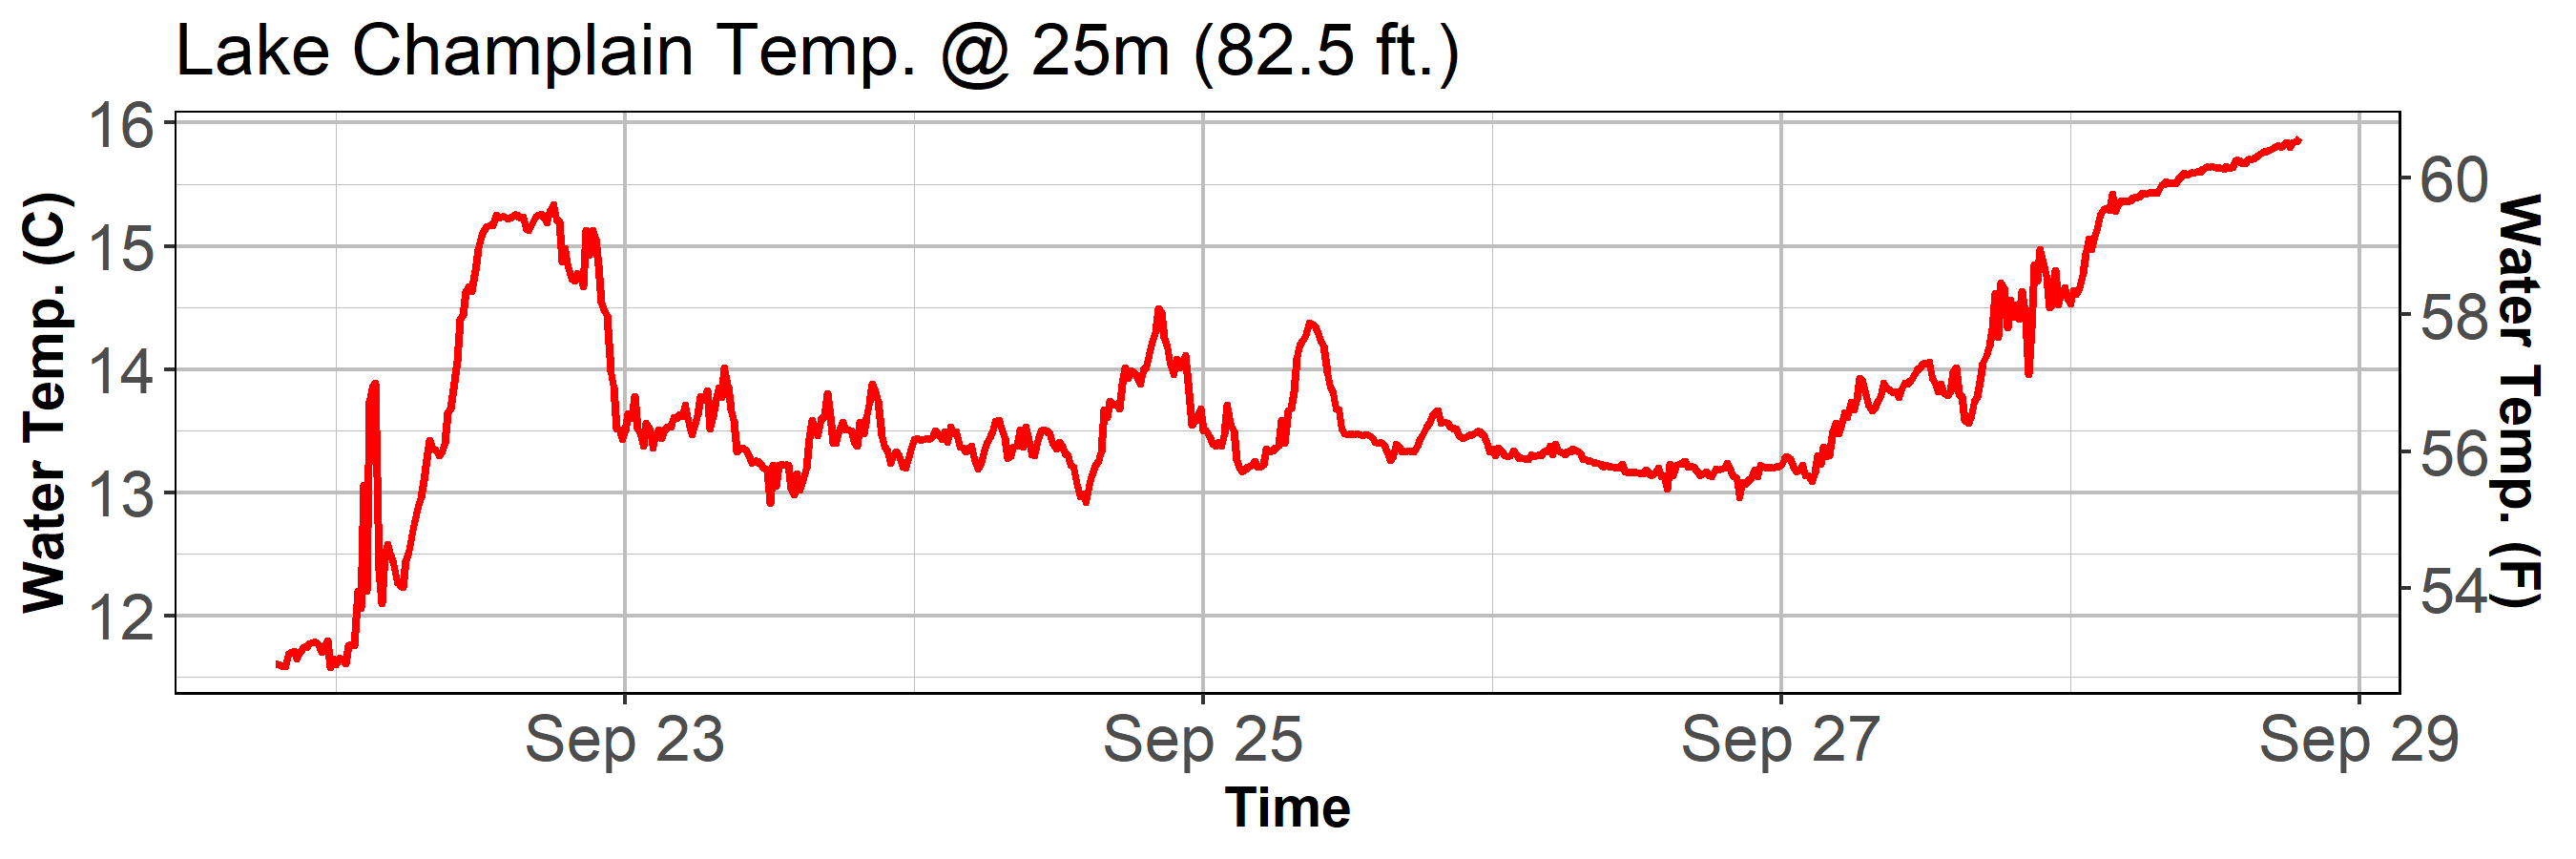 Lake Champlain Temp. @ 25m (82.5 ft.)
Water Temp. (C)
16
15
14
13
12
60
58
56
54
Water Temp. (F)
Sep 23
Sep 25
Sep 27
Sep 29
Time